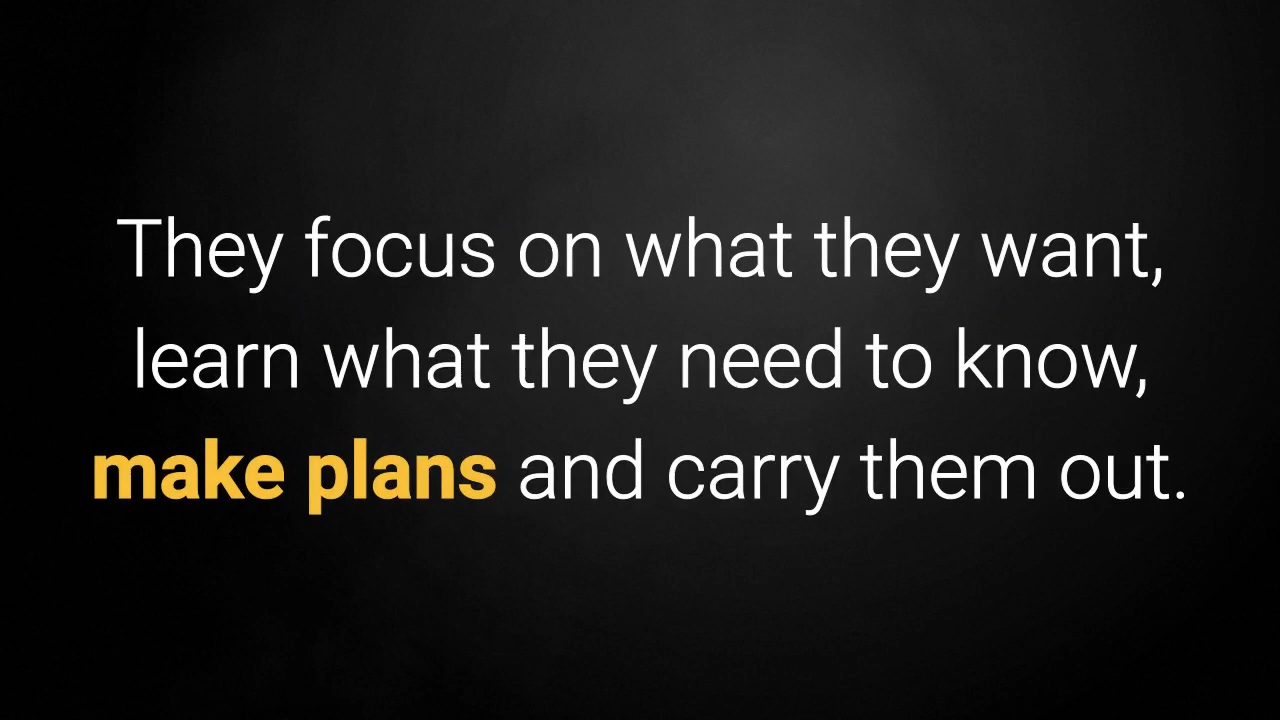 They focus on what they want,
learn what they need to know,
make plans and carry them out.